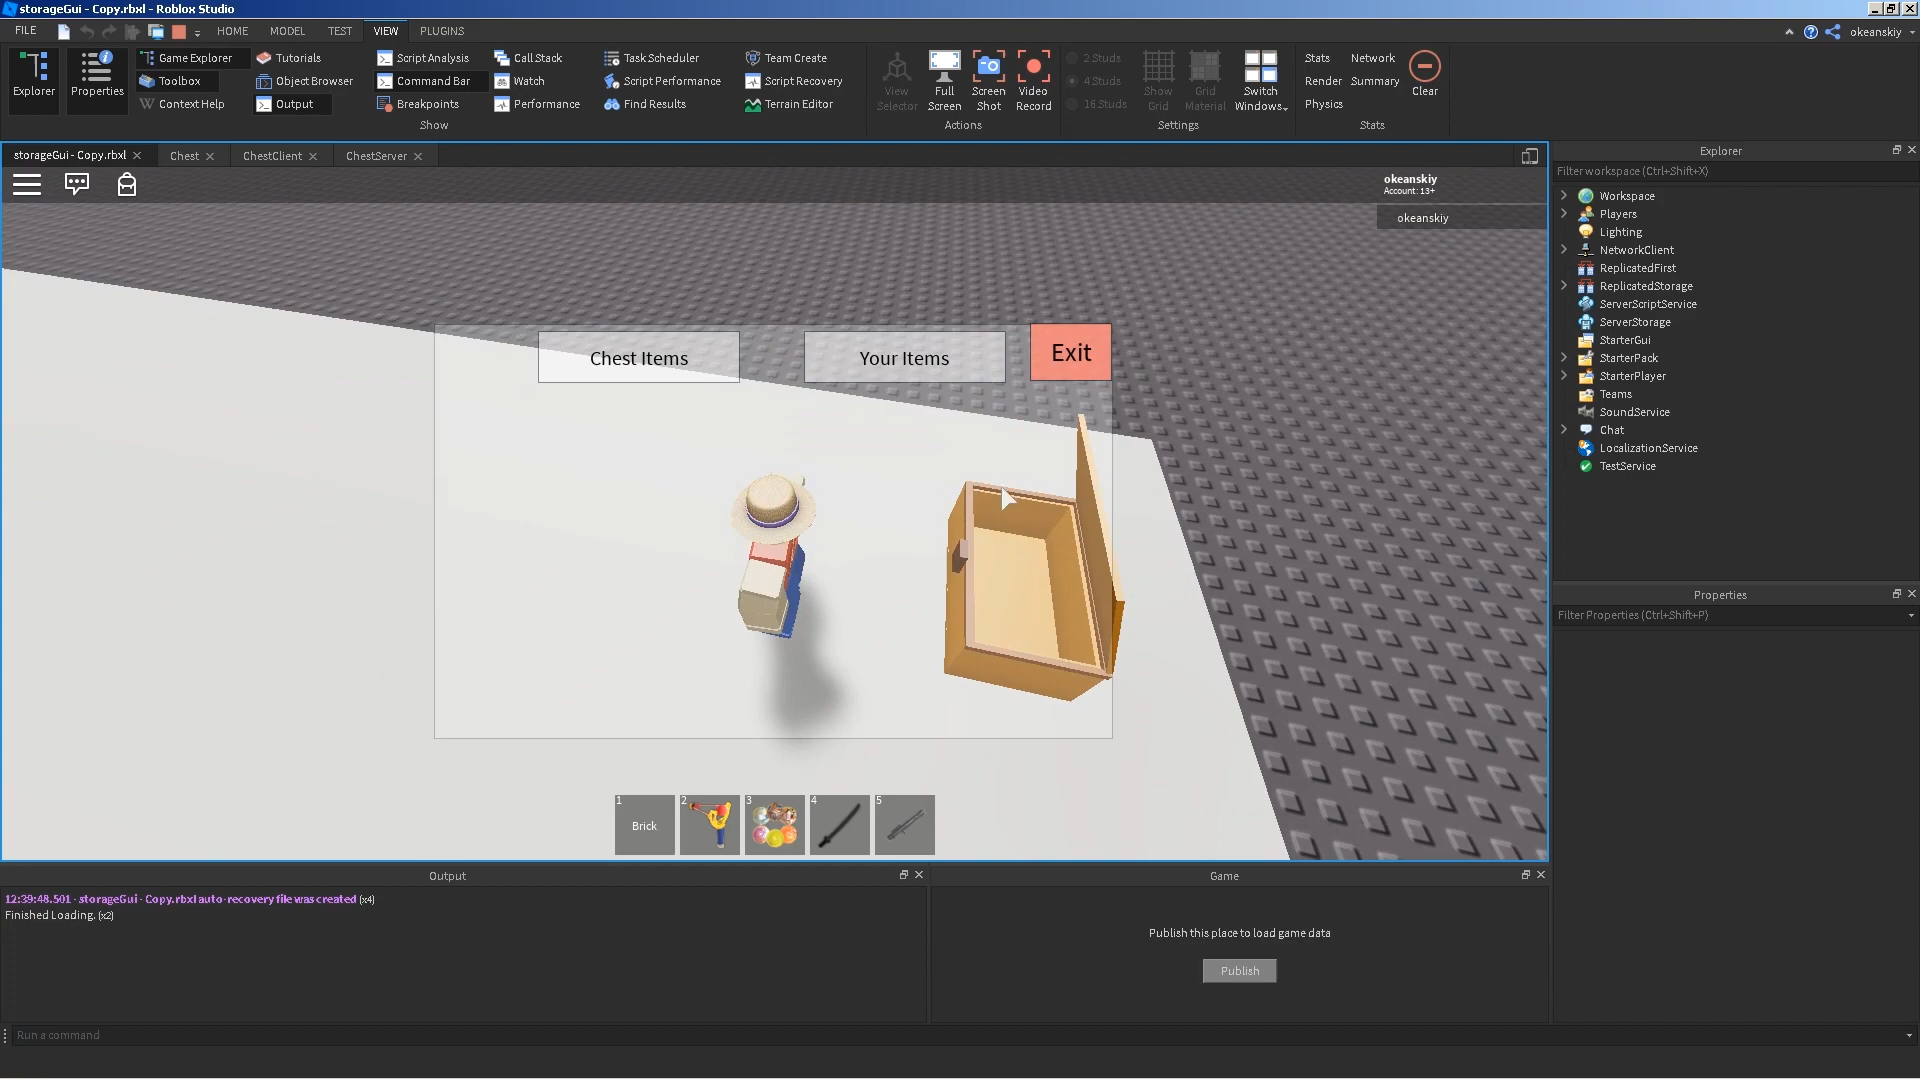 storageGui - Copy.rbxl - Roblox Studio
FILE HOME MODEL TEST VIEW PLUGINS okeanskiy
Explorer
Properties
Game Explorer
Toolbox
Context Help
Tutorials
Object Browser
Output
Script Analysis
Command Bar
Breakpoints
Call Stack
Watch
Performance
Task Scheduler
Script Performance
Find Results
Team Create
Script Recovery
Terrain Editor
Show
View Selector
Full Screen
Screen Shot
Video Record
Actions
2 Studs
4 Studs
16 Studs
Show Grid
Grid Material
Switch Windows
Settings
Stats
Network
Render
Summary
Physics
Clear
Stats
storageGui - Copy.rbxl
Chest
ChestClient
ChestServer
okeanskiy
Account: 13+
okeanskiy
Chest Items
Your Items
Exit
1
Brick
2
3
4
5
Explorer
Filter workspace (Ctrl+Shift+X)
Workspace
Players
Lighting
NetworkClient
ReplicatedFirst
ReplicatedStorage
ServerScriptService
ServerStorage
StarterGui
StarterPack
StarterPlayer
Teams
SoundService
Chat
LocalizationService
TestService
Properties
Filter Properties (Ctrl+Shift+P)
Output
12:39:48.501 - storageGui - Copy.rbxl auto-recovery file was created (x4)
Finished Loading. (x2)
Game
Publish this place to load game data
Publish
Run a command